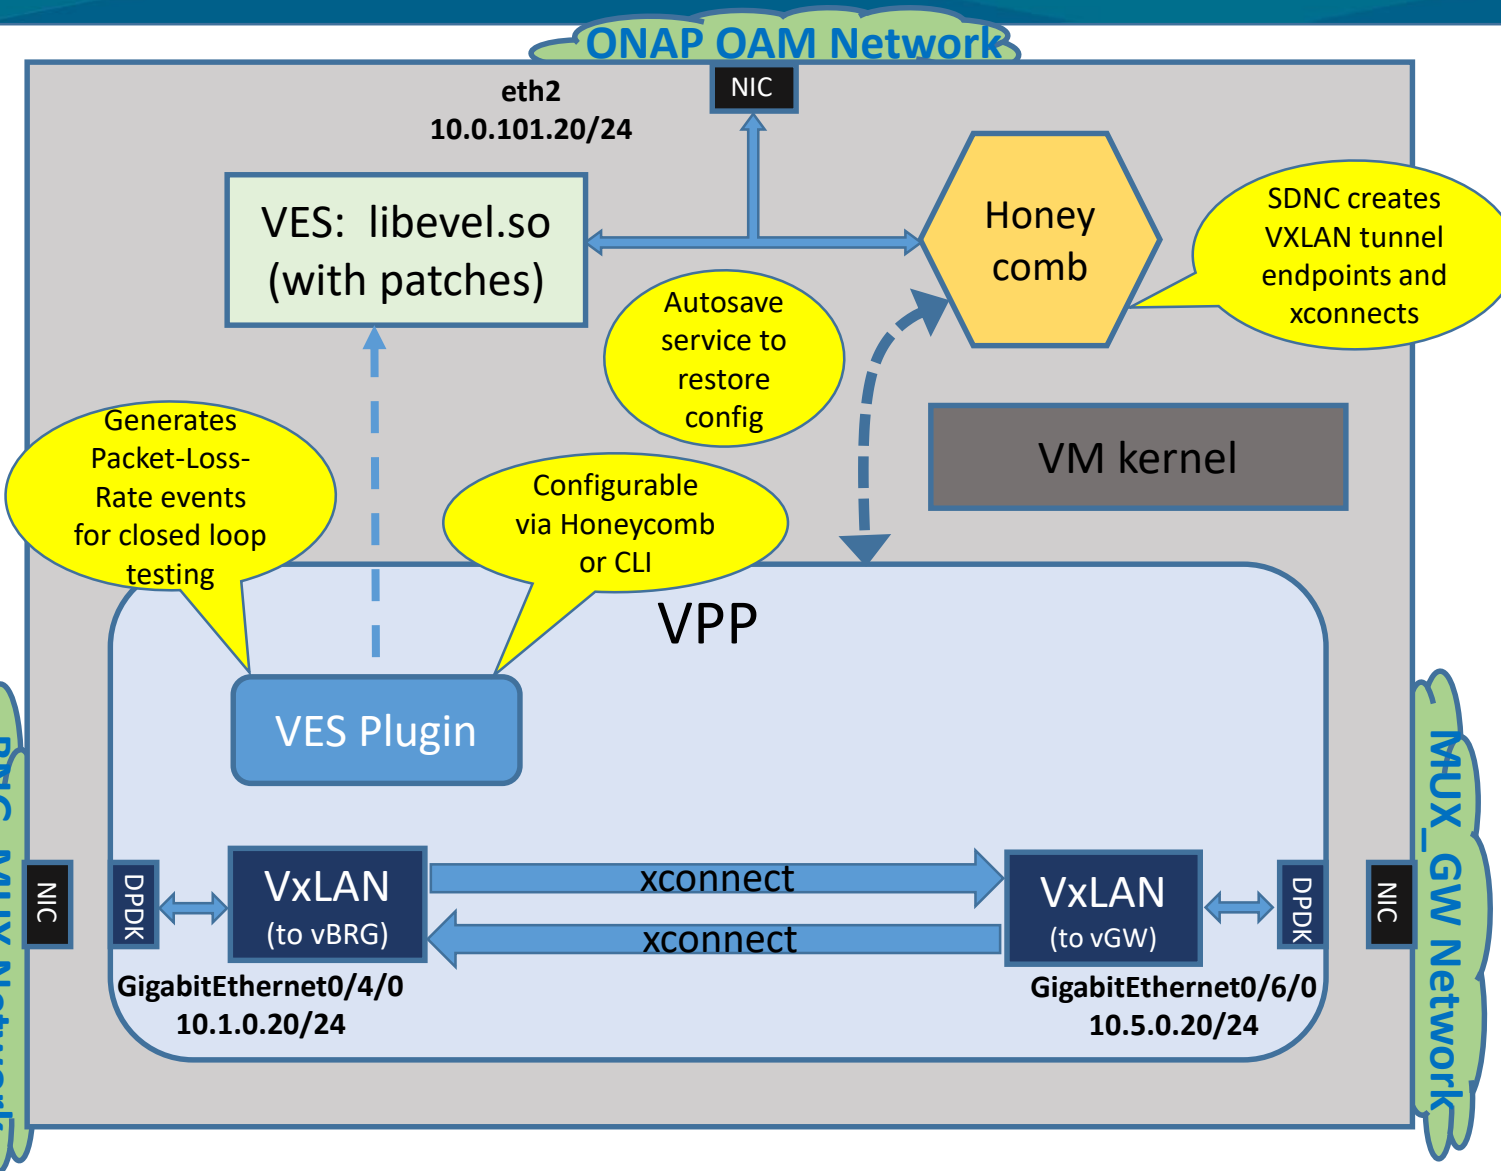 ONAP OAM Network
NIC
eth2
10.0.101.20/24
VES: libevel.so
(with patches)
Honey
comb
SDNC creates
VXLAN tunnel
endpoints and
xconnects
Autosave
service to
restore
config
Generates
Packet-Loss-
Rate events
for closed loop
testing
Configurable
via Honeycomb
or CLI
VM kernel
VPP
VES Plugin
MUX Network
NIC
DPDK
VxLAN
(to vBRG)
xconnect
xconnect
VxLAN
(to vGW)
DPDK
NIC
MUX_GW Network
GigabitEthernet0/4/0
10.1.0.20/24
GigabitEthernet0/6/0
10.5.0.20/24